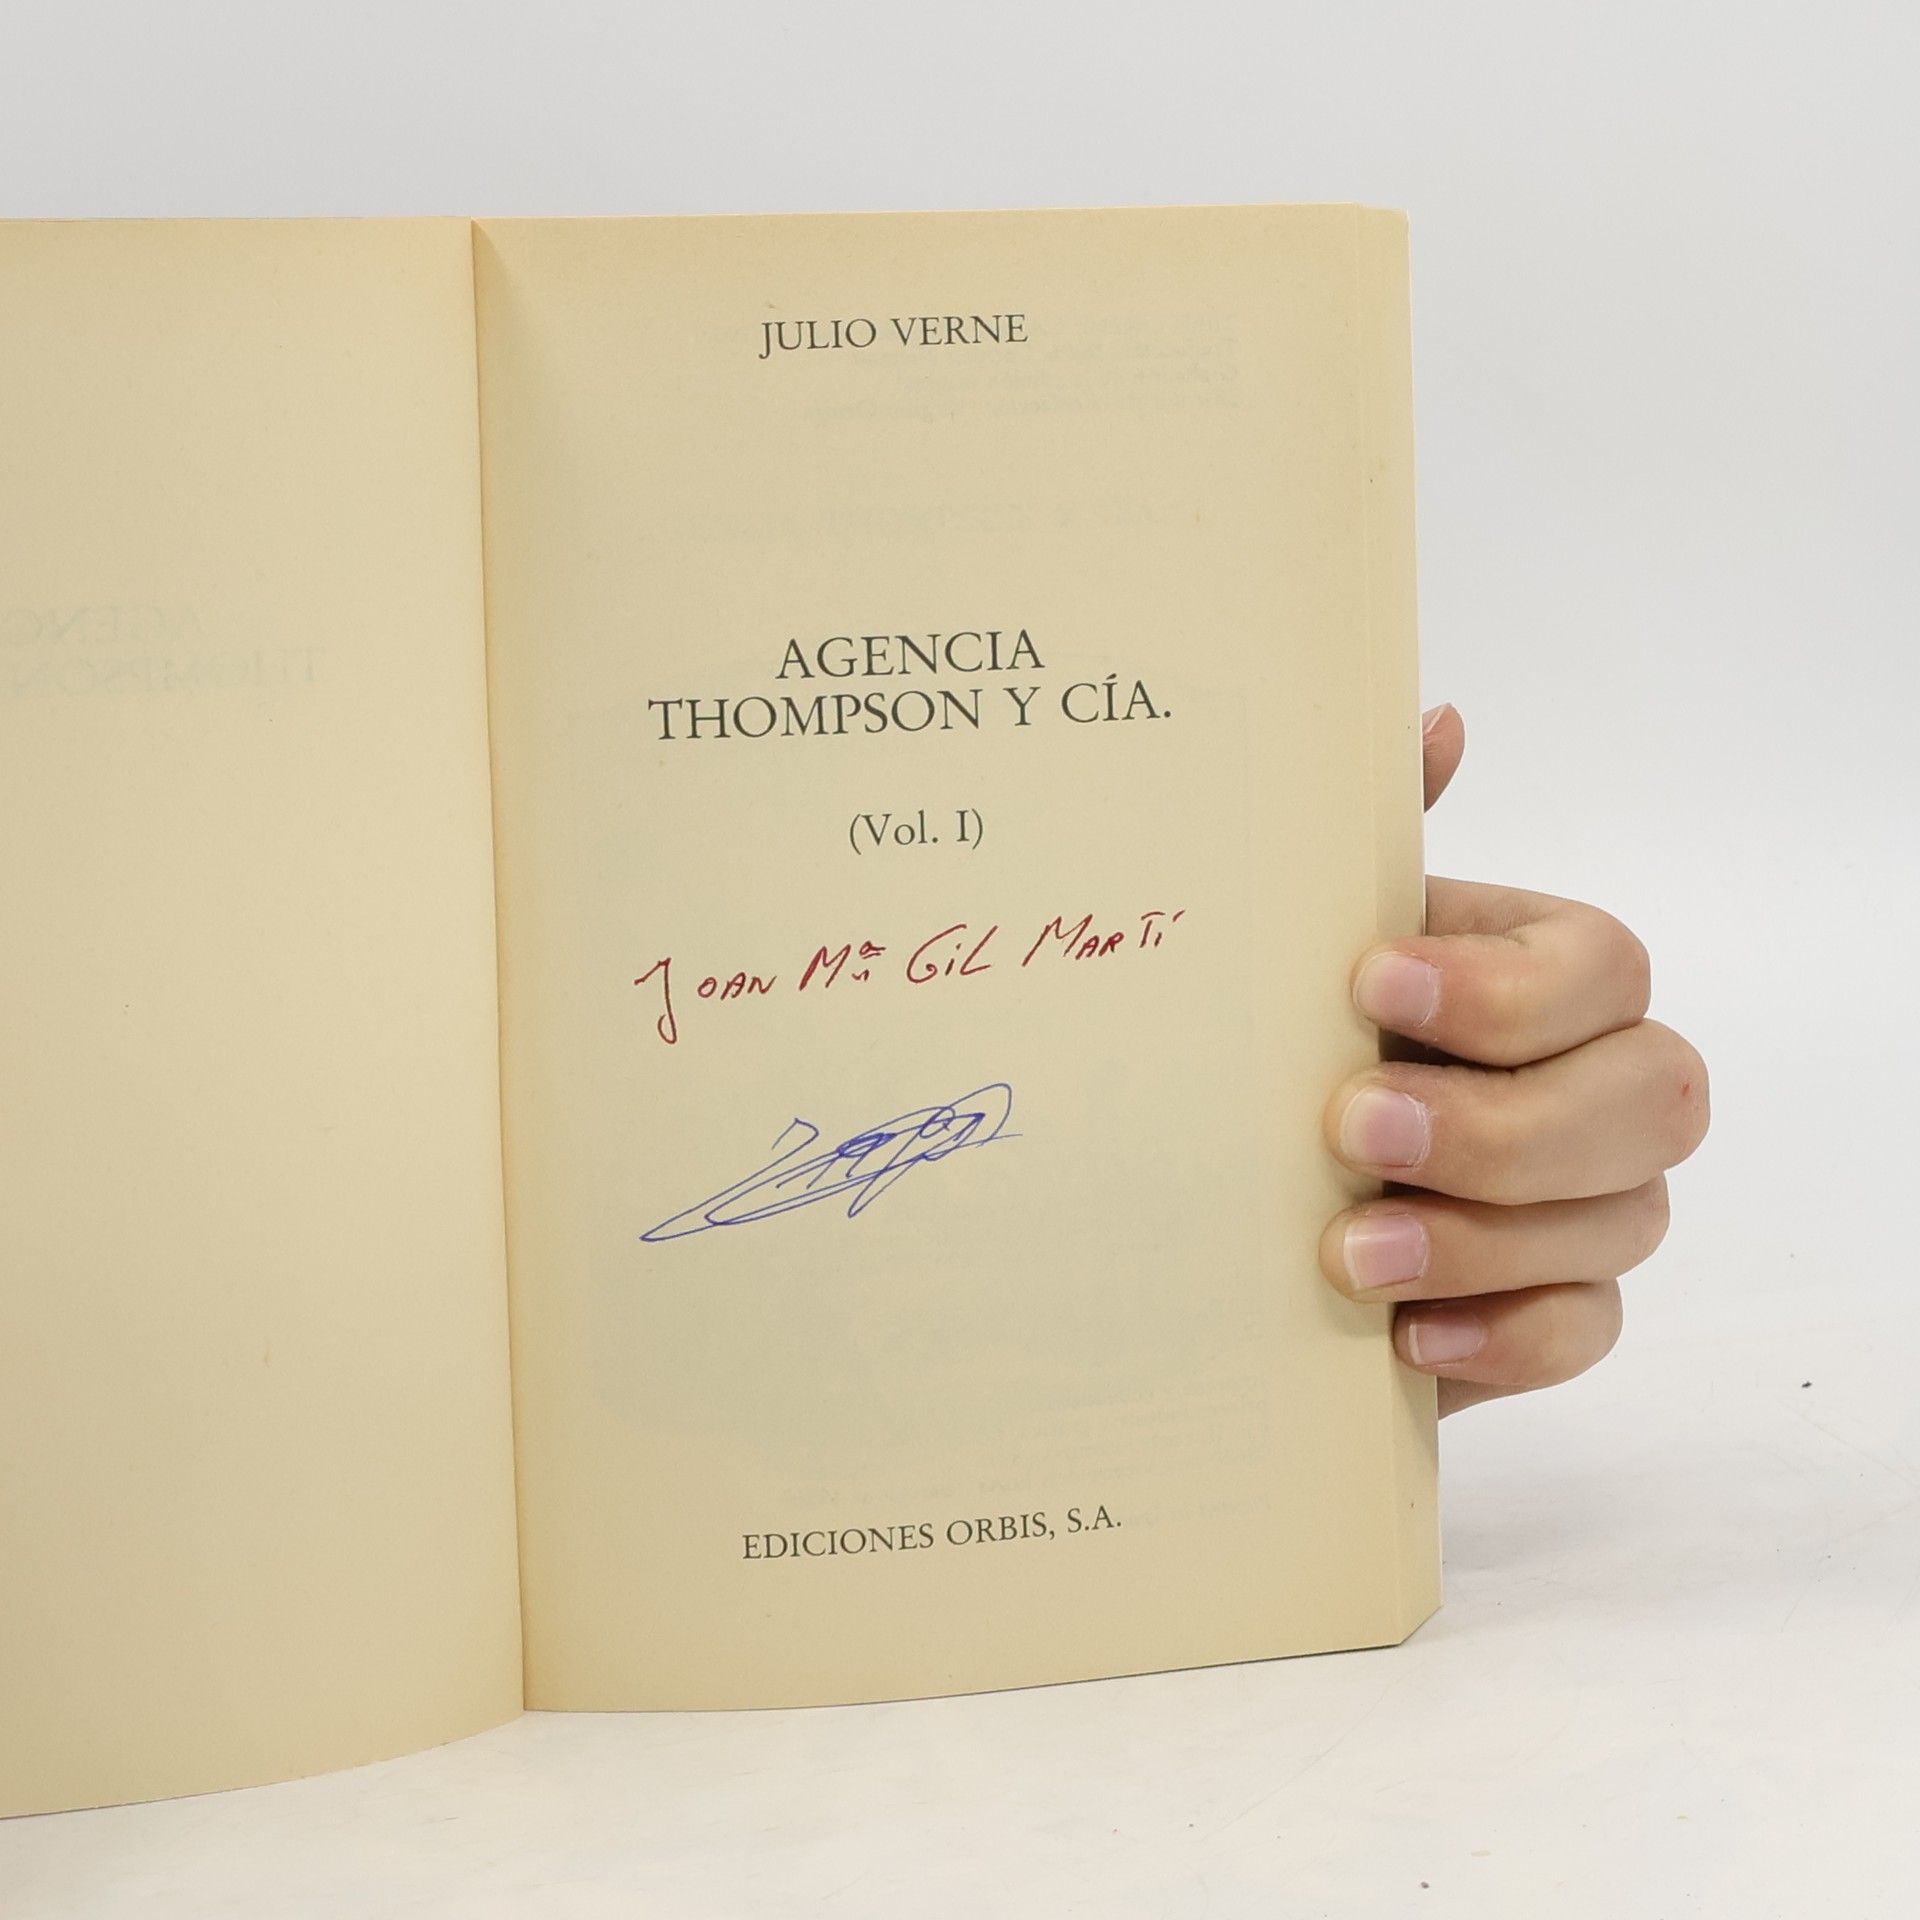 JULIO VERNE
AGENCIA
THOMPSON Y CÍA.
(Vol. I)
JOAN Mª GIL MARTÍ
EDICIONES ORBIS, S.A.